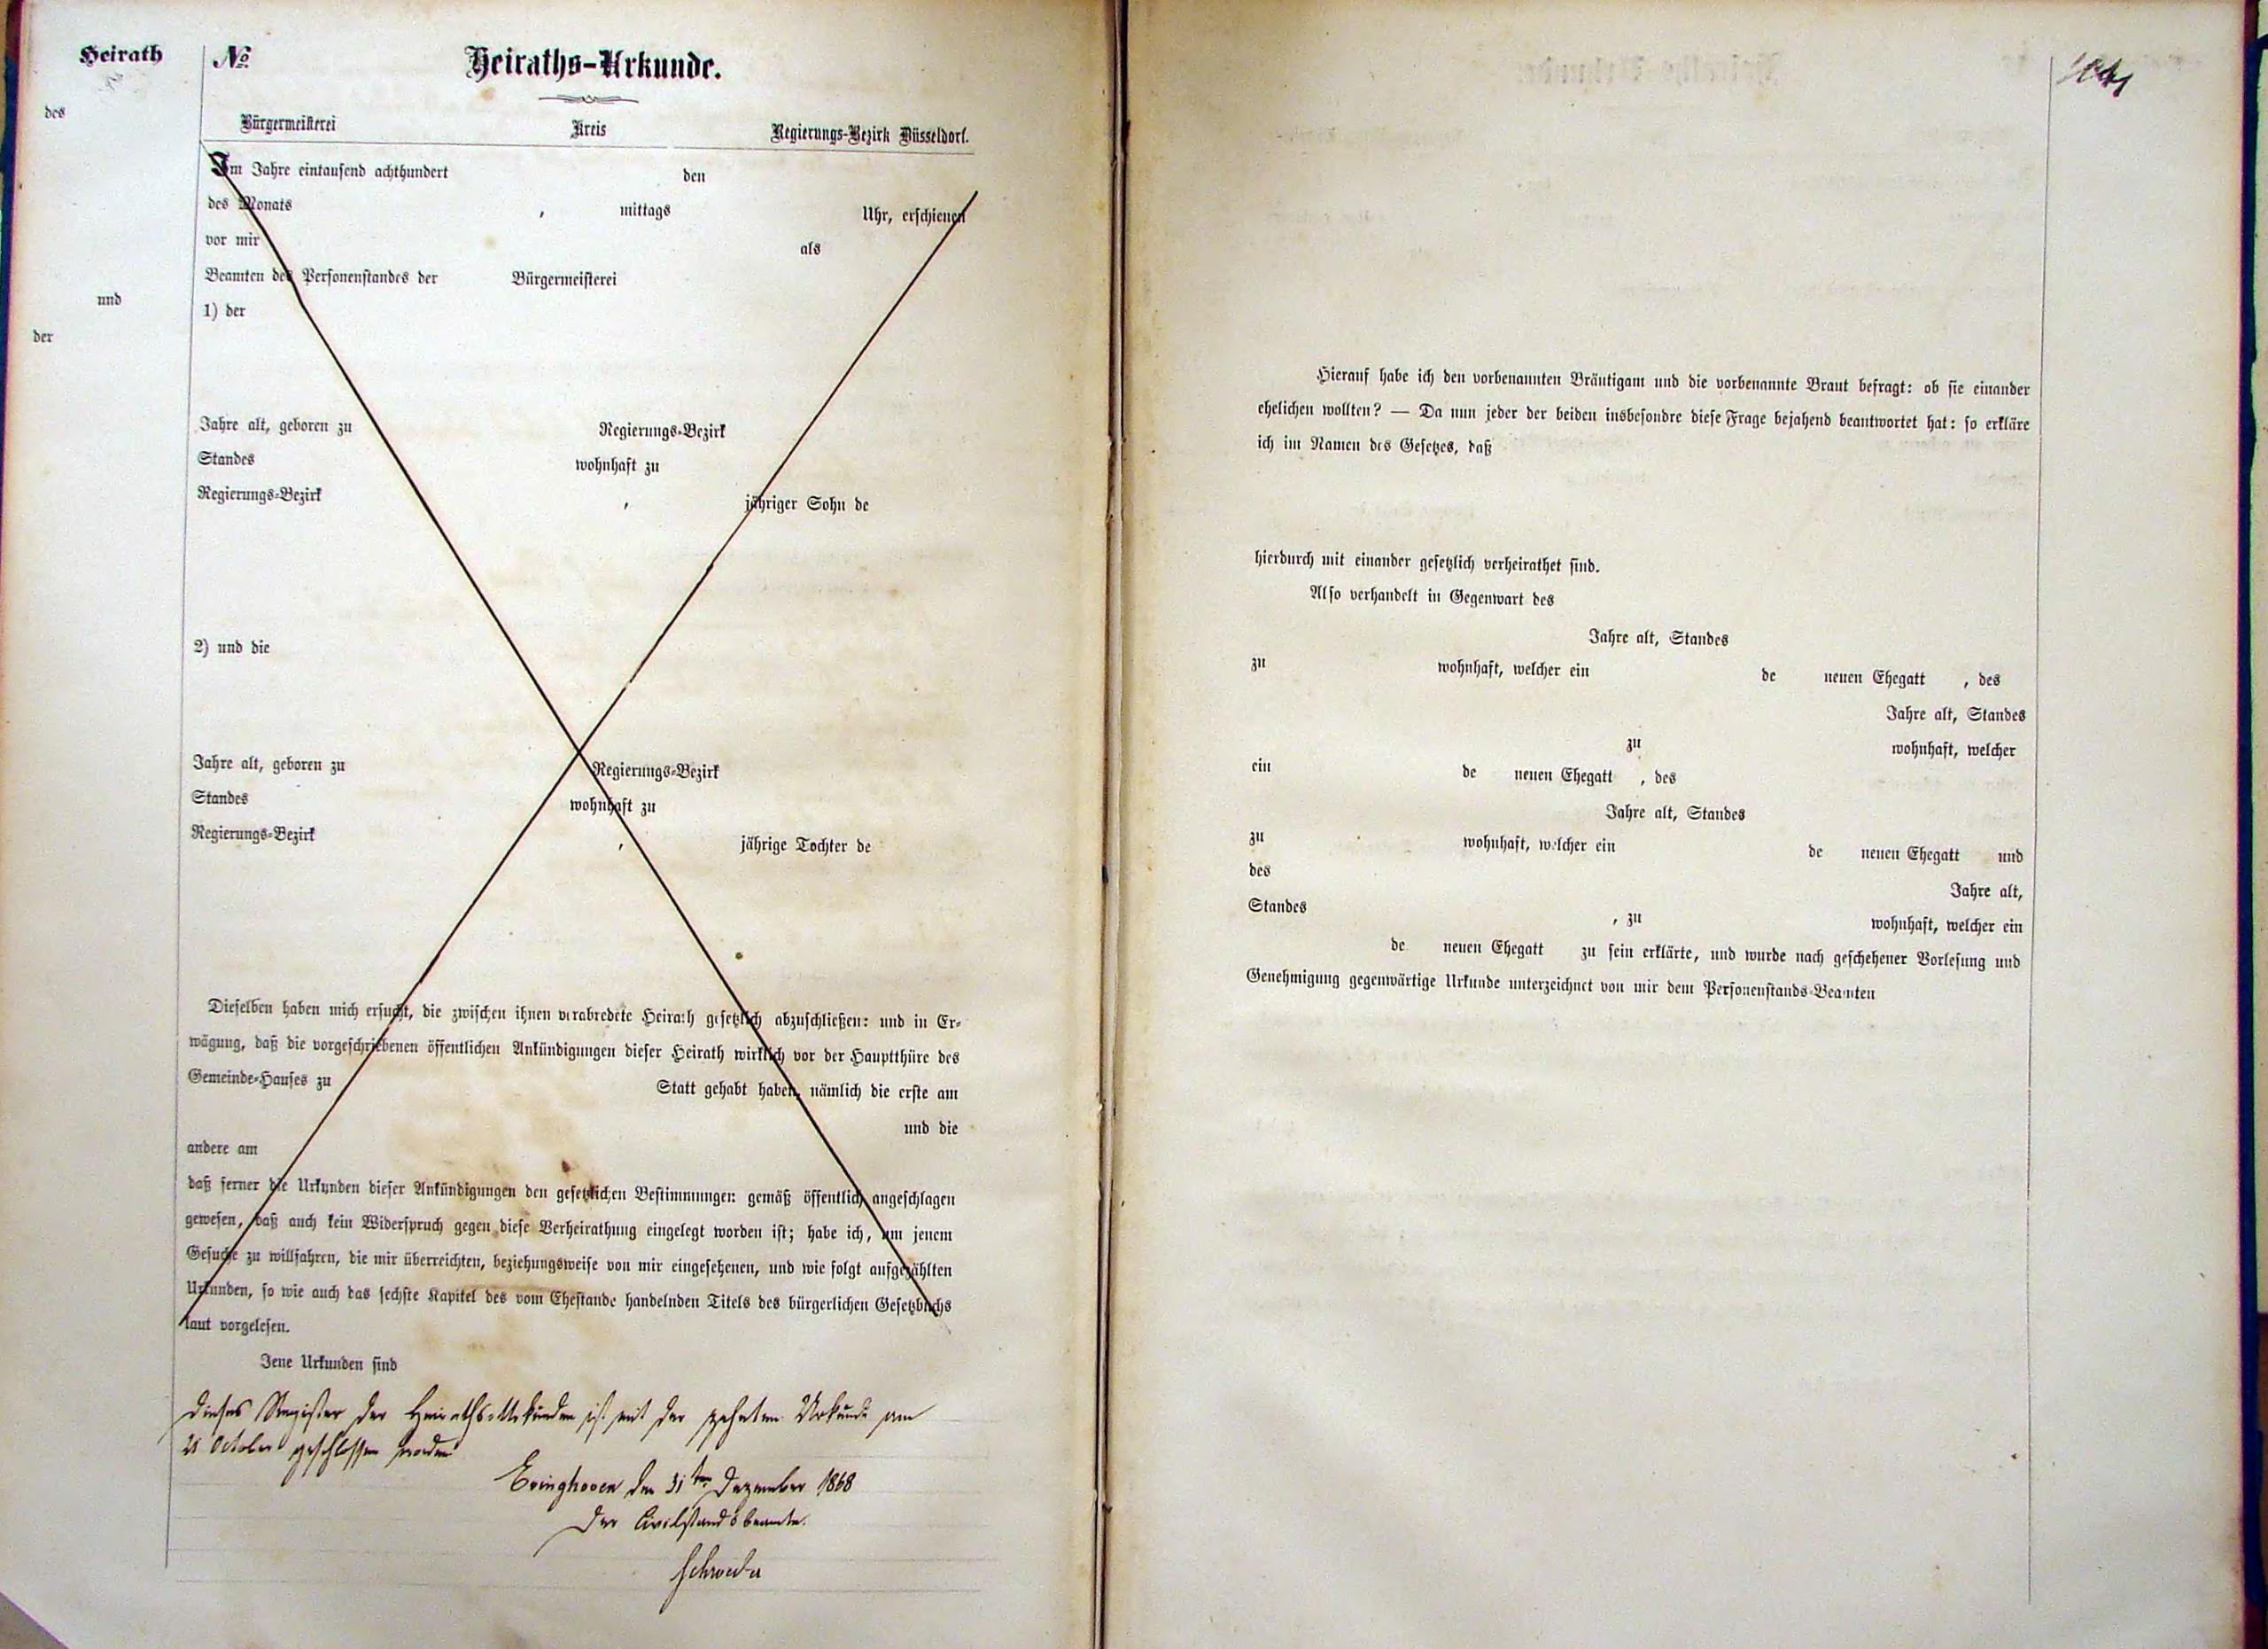 Heirath
des
und
der
No.
Heiraths-Urkunde.
Bürgermeisterei Kreis Regierungs-Bezirk Düsseldorf.
Im Jahre eintausend achthundert den
des Monats , mittags Uhr, erschienen
vor mir als
Beamten des Personenstandes der Bürgermeisterei
1) der
Jahre alt, geboren zu Regierungs-Bezirk
Standes wohnhaft zu
Regierungs-Bezirk , jähriger Sohn de
2) und die
Jahre alt, geboren zu Regierungs-Bezirk
Standes wohnhaft zu
Regierungs-Bezirk , jährige Tochter de
Dieselben haben mich ersucht, die zwischen ihnen verabredete Heirath gesetzlich abzuschließen: und in Er-
wägung, daß die vorgeschriebenen öffentlichen Ankündigungen dieser Heirath wirklich vor der Hauptthüre des
Gemeinde-Hauses zu Statt gehabt haben, nämlich die erste am
und die
andere am
daß ferner die Urkunden dieser Ankündigungen den gesetzlichen Bestimmungen gemäß öffentlich angeschlagen
gewesen, daß auch kein Widerspruch gegen diese Verheirathung eingelegt worden ist; habe ich, um jenem
Gesuche zu willfahren, die mir überreichten, beziehungsweise von mir eingesehenen, und wie folgt aufgezählten
Urkunden, so wie auch das sechste Kapitel des vom Ehestande handelnden Titels des bürgerlichen Gesetzbuchs
laut vorgelesen.
Jene Urkunden sind
Dieses Register der Heiraths-Urkunden ist mit der zehnten Urkunde am
21 October geschlossen worden
Evinghoven den 31ten Dezember 1868
Der Civilstandsbeamte.
Hierauf habe ich den vorbenannten Bräutigam und die vorbenannte Braut befragt: ob sie einander
ehelichen wollten? — Da nun jeder der beiden insbesondre diese Frage bejahend beantwortet hat: so erkläre
ich im Namen des Gesetzes, daß
hierdurch mit einander gesetzlich verheirathet sind.
Also verhandelt in Gegenwart des
Jahre alt, Standes
zu wohnhaft, welcher ein de neuen Ehegatt , des
Jahre alt, Standes
zu wohnhaft, welcher
ein de neuen Ehegatt , des
Jahre alt, Standes
zu wohnhaft, welcher ein de neuen Ehegatt und
des Jahre alt,
Standes , zu wohnhaft, welcher ein
de neuen Ehegatt zu sein erklärte, und wurde nach geschehener Vorlesung und
Genehmigung gegenwärtige Urkunde unterzeichnet von mir dem Personenstands-Beamten